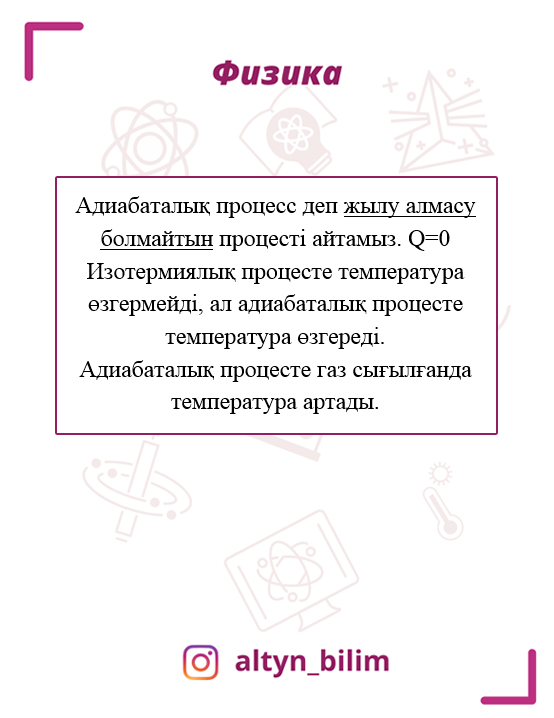 Физика
Адиабаталық процесс деп жылу алмасу
болмайтын процесті айтамыз. Q=0
Изотермиялық процесте температура
өзгермейді, ал адиабаталық процесте
температура өзгереді.
Адиабаталық процесте газ сығылғанда
температура артады.
altyn_bilim